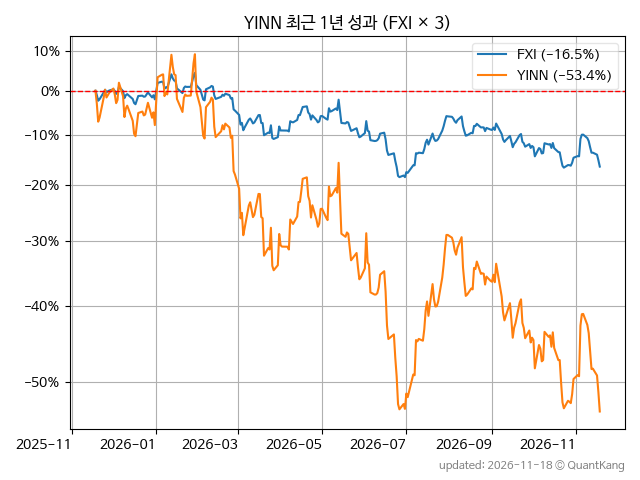 YINN 최근 1년 성과 (FXI × 3)
FXI (−16.5%)
YINN (−53.4%)
10%
0%
−10%
−20%
−30%
−40%
−50%
2025-11 2026-01 2026-03 2026-05 2026-07 2026-09 2026-11
updated: 2026-11-18 ⓒ QuantKang